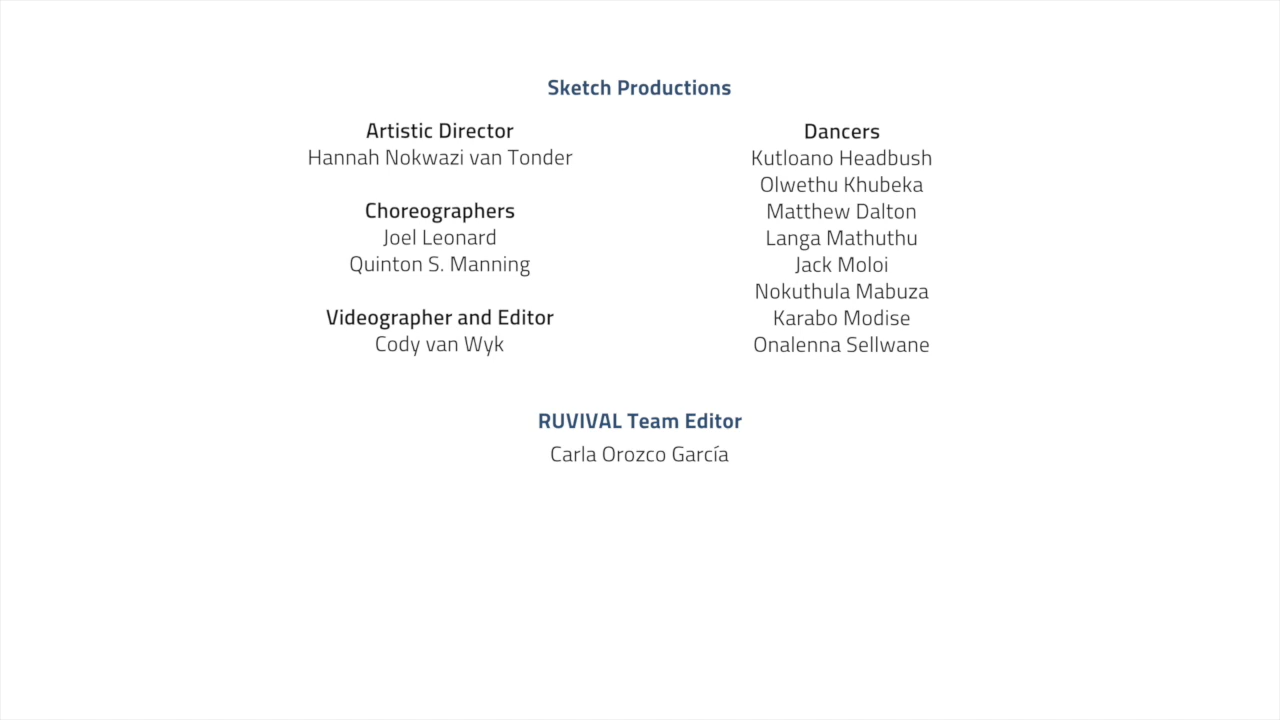 Sketch Productions
Artistic Director
Hannah Nokwazi van Tonder
Choreographers
Joel Leonard
Quinton S. Manning
Videographer and Editor
Cody van Wyk
Dancers
Kutloano Headbush
Olwethu Khubeka
Matthew Dalton
Langa Mathuthu
Jack Moloi
Nokuthula Mabuza
Karabo Modise
Onalenna Sellwane
RUVIVAL Team Editor
Carla Orozco García